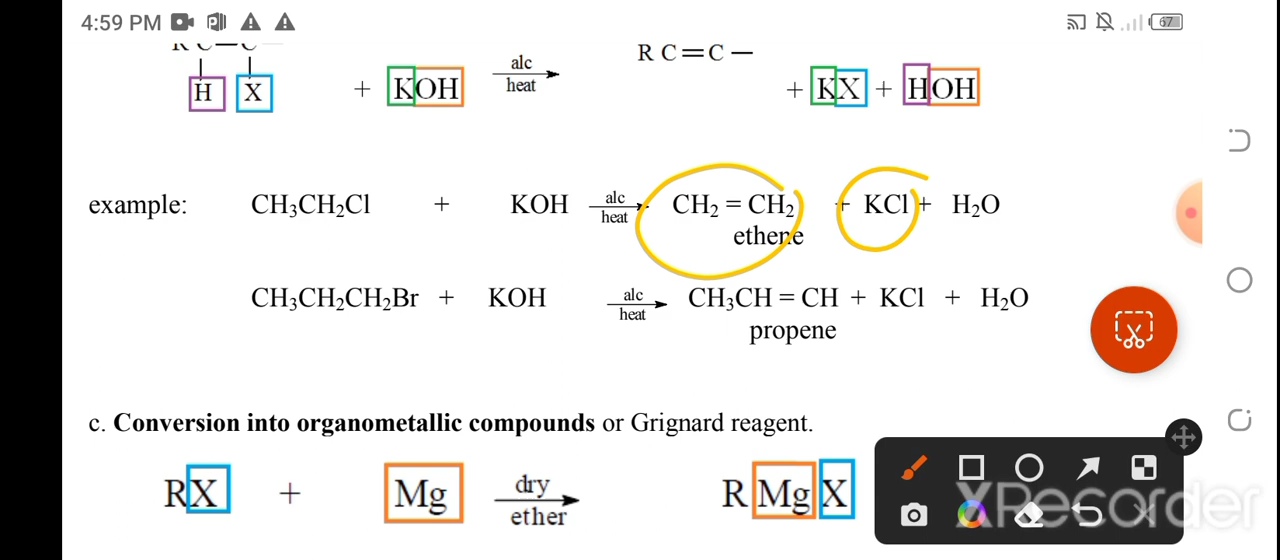 4:59 PM 67
R C — C —
R C = C —
H X + KOH alc heat + KX + HOH
example: CH₃CH₂Cl + KOH alc heat CH₂ = CH₂ + KCl + H₂O
ethene
CH₃CH₂CH₂Br + KOH alc heat CH₃CH = CH + KCl + H₂O
propene
c. Conversion into organometallic compounds or Grignard reagent.
RX + Mg dry ether R Mg X
XRecorder